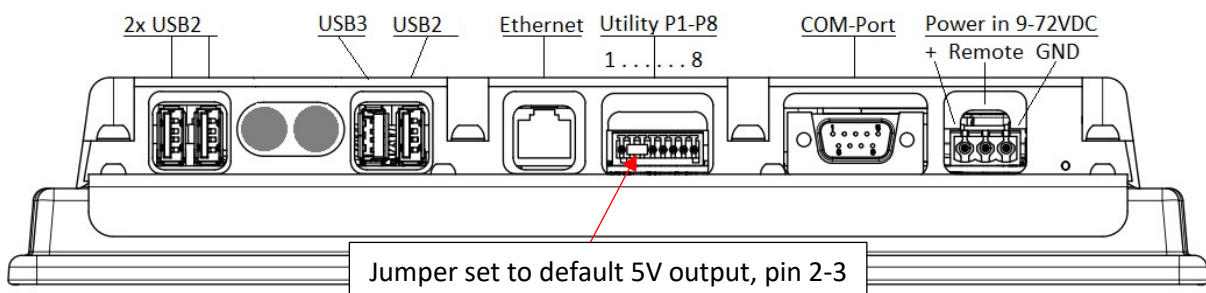 2x USB2 USB3 USB2 Ethernet Utility P1-P8 COM-Port Power in 9-72VDC
1 . . . . . . 8 + Remote GND
Jumper set to default 5V output, pin 2-3